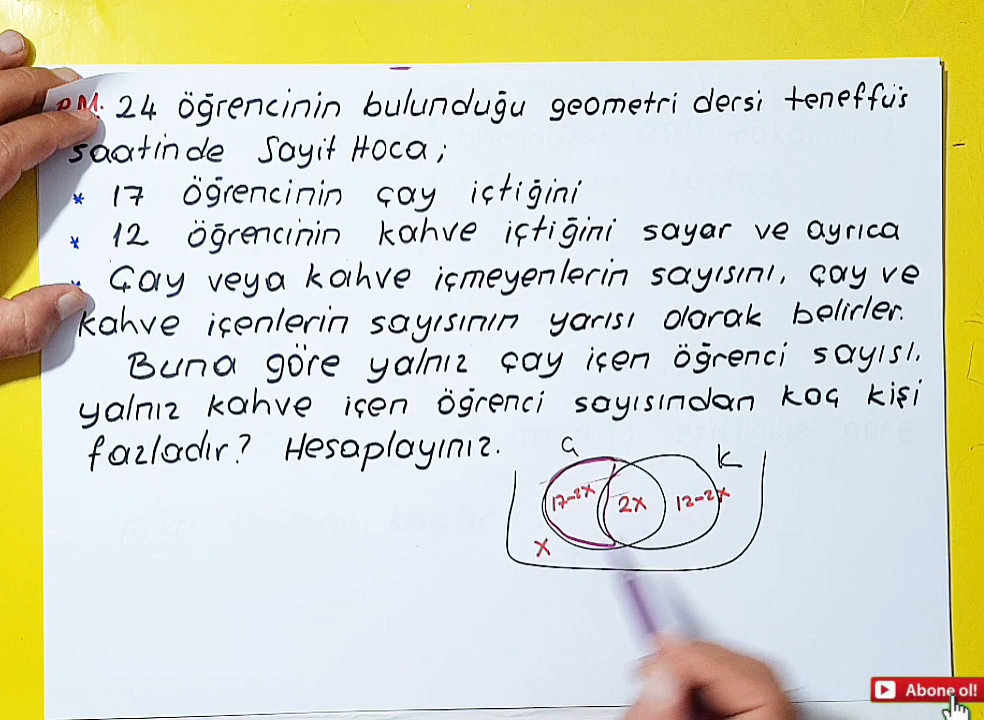 DM. 24 öğrencinin bulunduğu geometri dersi teneffüs
saatinde Sayit Hoca;
* 17 öğrencinin çay içtiğini
* 12 öğrencinin kahve içtiğini sayar ve ayrıca
* Çay veya kahve içmeyenlerin sayısını, çay ve
kahve içenlerin sayısının yarısı olarak belirler.
Buna göre yalnız çay içen öğrenci sayısı,
yalnız kahve içen öğrenci sayısından kaç kişi
fazladır? Hesaplayınız.
Ç K
17-2x 2x 12-2x
x
Abone ol!